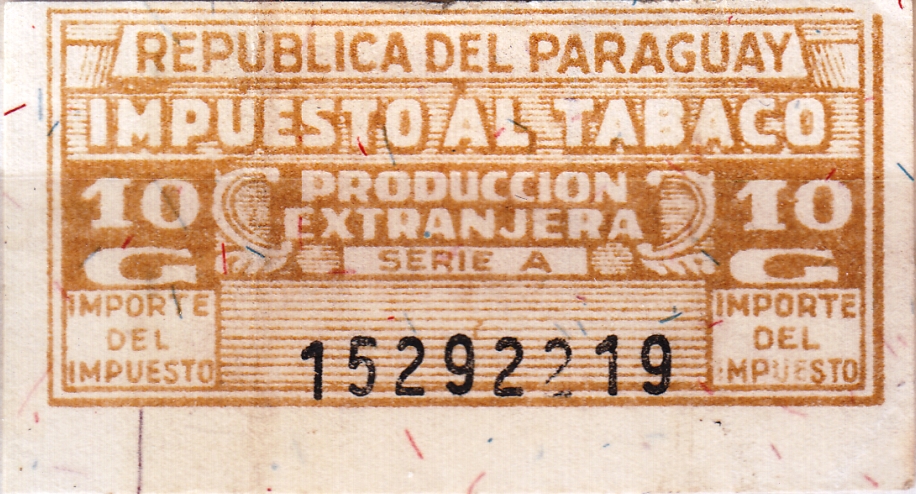 REPUBLICA DEL PARAGUAY
IMPUESTO AL TABACO
10 G
PRODUCCION
EXTRANJERA
SERIE A
10 G
IMPORTE
DEL
IMPUESTO
15292219
IMPORTE
DEL
IMPUESTO